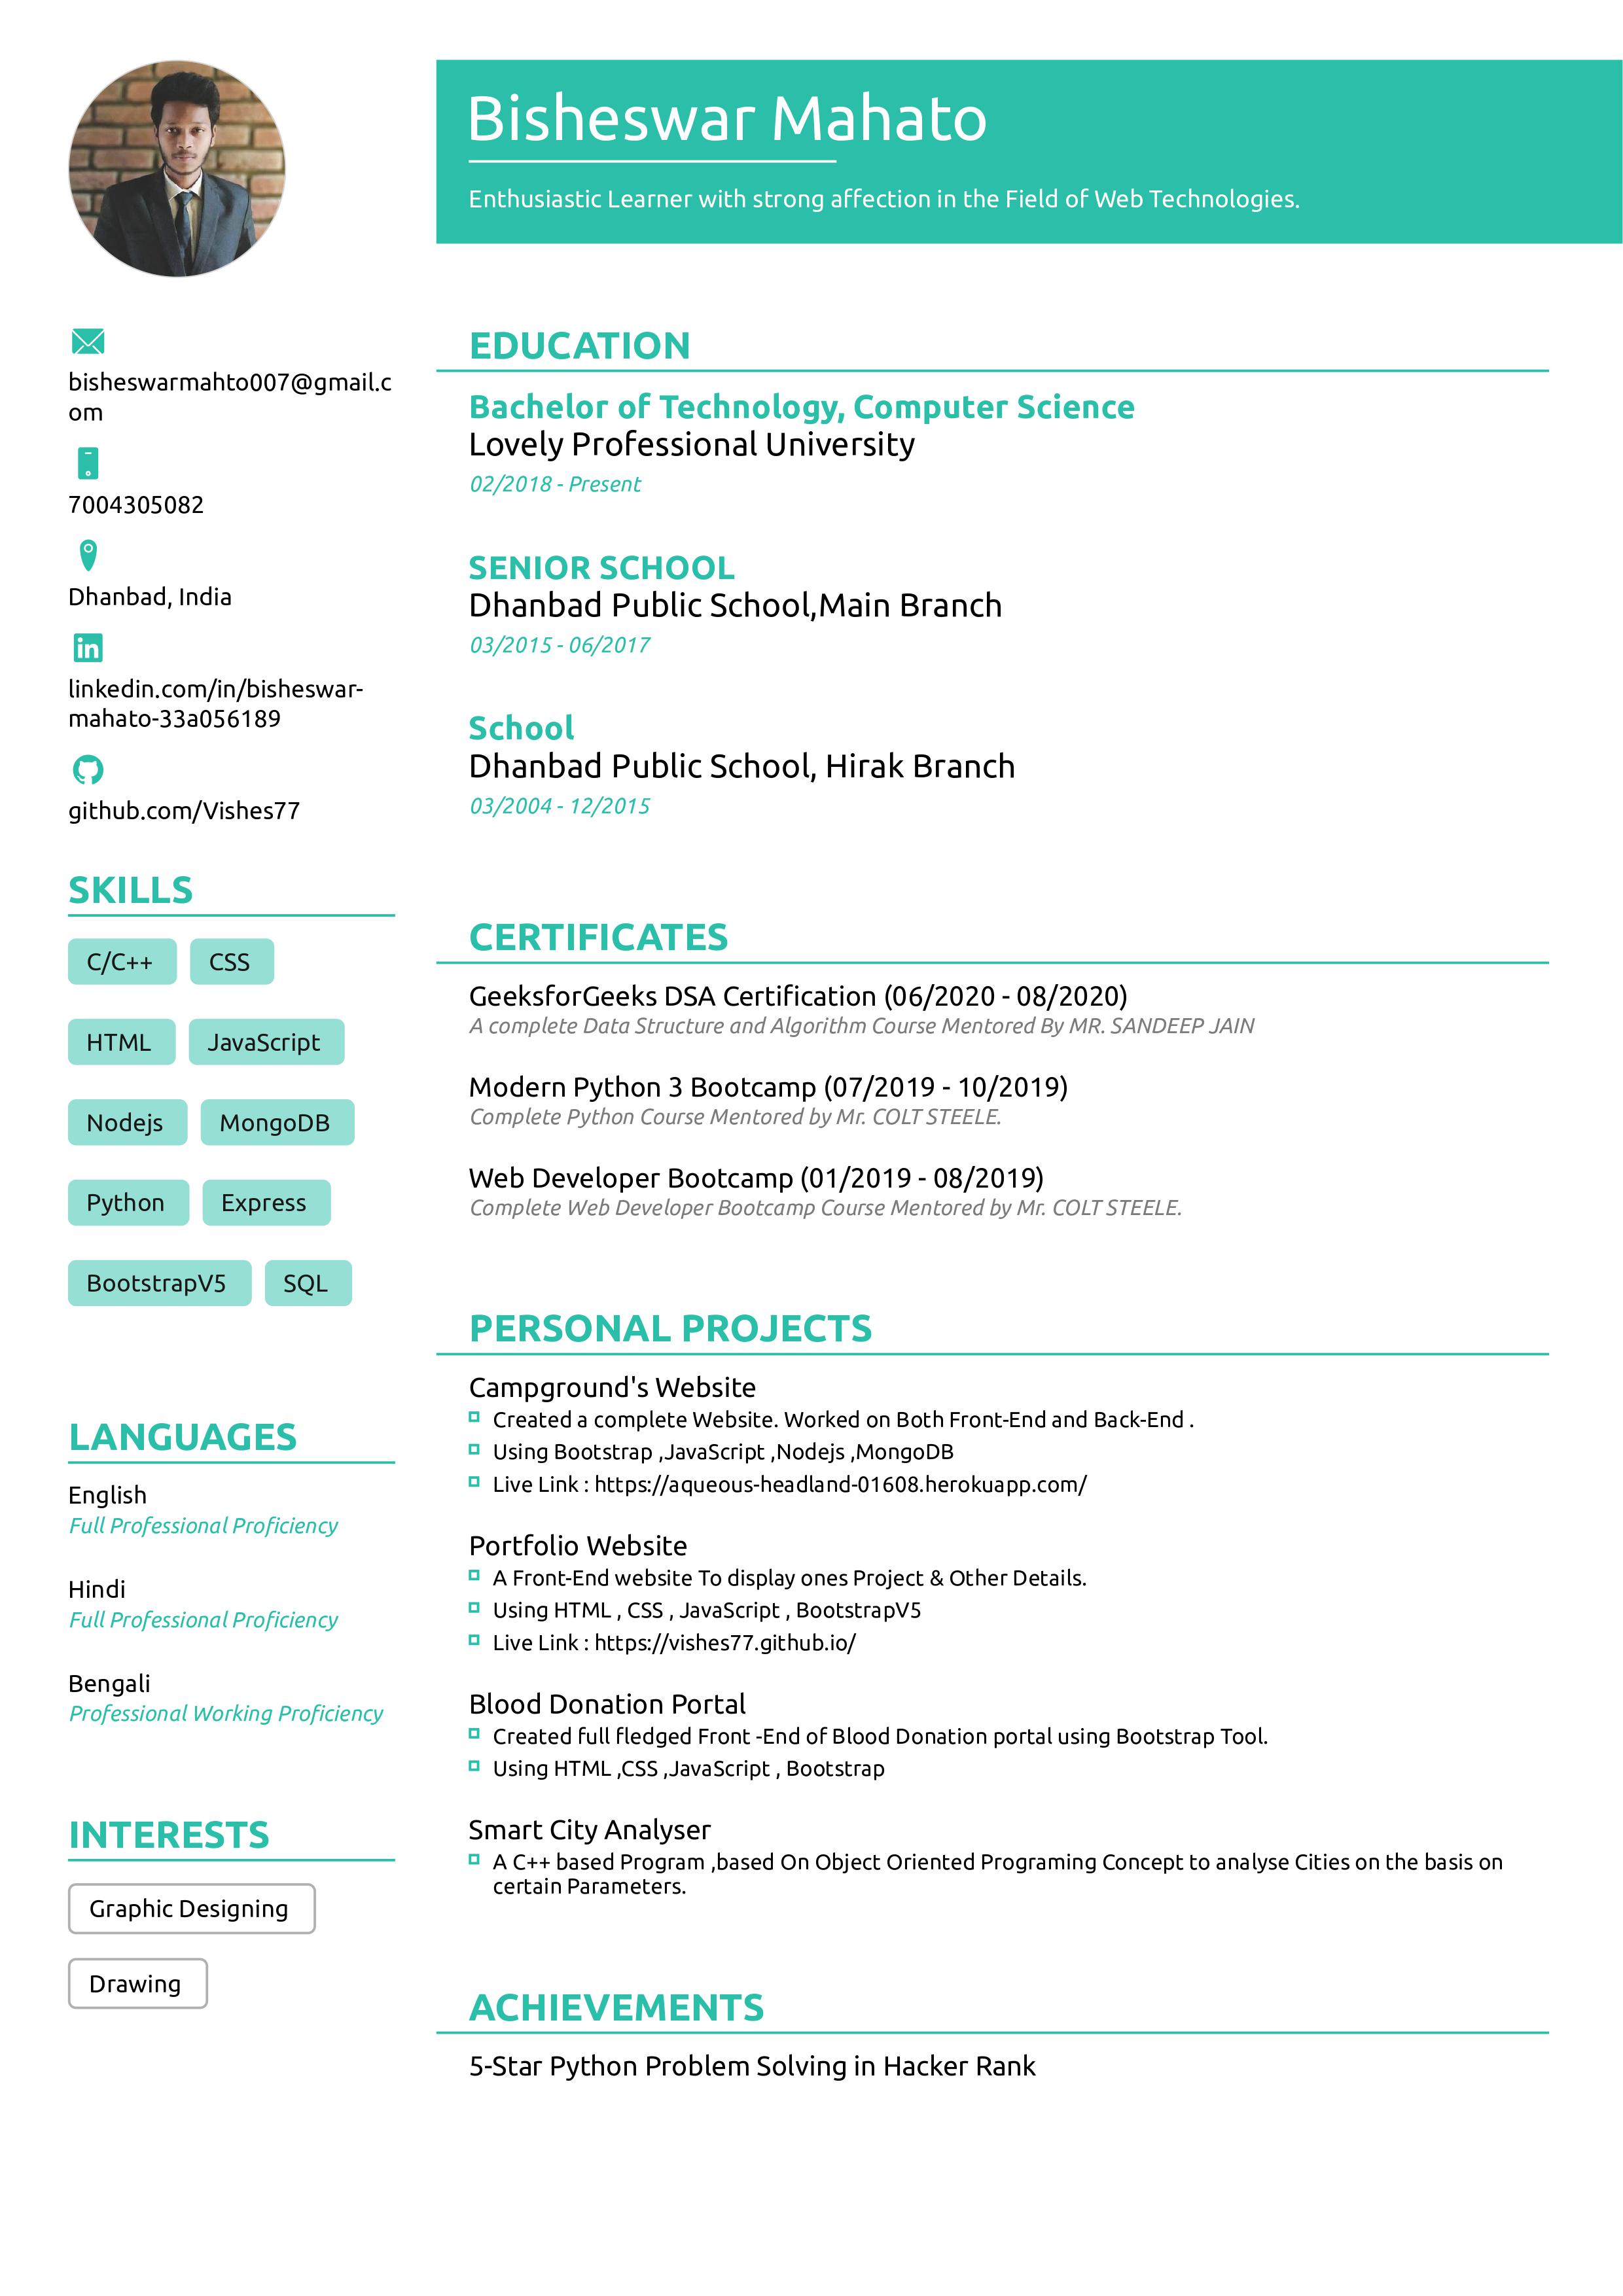 Bisheswar Mahato
Enthusiastic Learner with strong affection in the Field of Web Technologies.
bisheswarmahto007@gmail.c
om
7004305082
Dhanbad, India
linkedin.com/in/bisheswar-
mahato-33a056189
github.com/Vishes77
SKILLS
C/C++ CSS
HTML JavaScript
Nodejs MongoDB
Python Express
BootstrapV5 SQL
LANGUAGES
English
Full Professional Proficiency
Hindi
Full Professional Proficiency
Bengali
Professional Working Proficiency
INTERESTS
Graphic Designing
Drawing
EDUCATION
Bachelor of Technology, Computer Science
Lovely Professional University
02/2018 - Present
SENIOR SCHOOL
Dhanbad Public School,Main Branch
03/2015 - 06/2017
School
Dhanbad Public School, Hirak Branch
03/2004 - 12/2015
CERTIFICATES
GeeksforGeeks DSA Certification (06/2020 - 08/2020)
A complete Data Structure and Algorithm Course Mentored By MR. SANDEEP JAIN
Modern Python 3 Bootcamp (07/2019 - 10/2019)
Complete Python Course Mentored by Mr. COLT STEELE.
Web Developer Bootcamp (01/2019 - 08/2019)
Complete Web Developer Bootcamp Course Mentored by Mr. COLT STEELE.
PERSONAL PROJECTS
Campground's Website
Created a complete Website. Worked on Both Front-End and Back-End .
Using Bootstrap ,JavaScript ,Nodejs ,MongoDB
Live Link : https://aqueous-headland-01608.herokuapp.com/
Portfolio Website
A Front-End website To display ones Project & Other Details.
Using HTML , CSS , JavaScript , BootstrapV5
Live Link : https://vishes77.github.io/
Blood Donation Portal
Created full fledged Front -End of Blood Donation portal using Bootstrap Tool.
Using HTML ,CSS ,JavaScript , Bootstrap
Smart City Analyser
A C++ based Program ,based On Object Oriented Programing Concept to analyse Cities on the basis on
certain Parameters.
ACHIEVEMENTS
5-Star Python Problem Solving in Hacker Rank